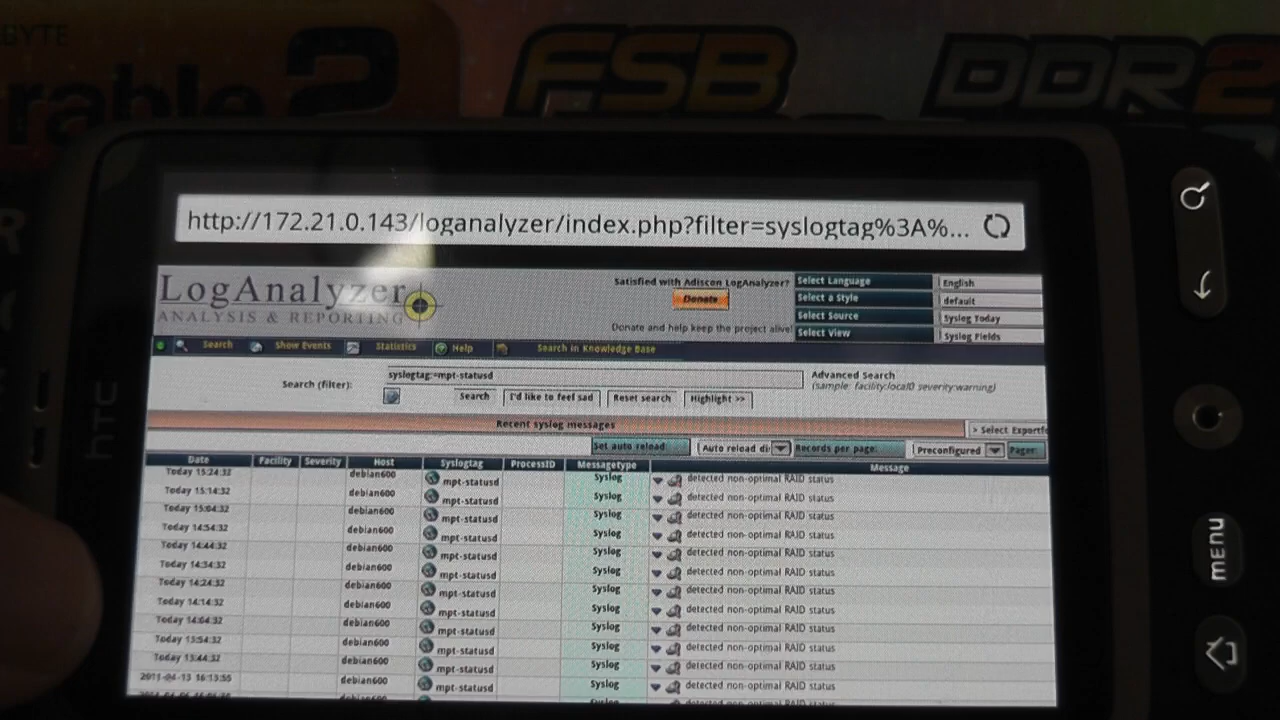 GBYTE
rable 2
FSB
DDR2
http://172.21.0.143/loganalyzer/index.php?filter=syslogtag%3A%...
LogAnalyzer
ANALYSIS & REPORTING
Satisfied with Adiscon LogAnalyzer?
Donate
Donate and help keep the project alive!
Select Language English
Select a Style default
Select Source Syslog Today
Select View Syslog Fields
Search Show Events Statistics Help Search in Knowledge Base
Search (filter): syslogtag:=mpt-statusd
Advanced Search
(sample: facility:local0 severity:warning)
Search I'd like to feel sad Reset search Highlight >>
Recent syslog messages
> Select Exportfo
Set auto reload: Auto reload di Records per page: Preconfigured Pager:
Date Facility Severity Host Syslogtag ProcessID Messagetype Message
Today 15:24:32 debian600 mpt-statusd Syslog detected non-optimal RAID status
Today 15:14:32 debian600 mpt-statusd Syslog detected non-optimal RAID status
Today 15:04:32 debian600 mpt-statusd Syslog detected non-optimal RAID status
Today 14:54:32 debian600 mpt-statusd Syslog detected non-optimal RAID status
Today 14:44:32 debian600 mpt-statusd Syslog detected non-optimal RAID status
Today 14:34:32 debian600 mpt-statusd Syslog detected non-optimal RAID status
Today 14:24:32 debian600 mpt-statusd Syslog detected non-optimal RAID status
Today 14:14:32 debian600 mpt-statusd Syslog detected non-optimal RAID status
Today 14:04:32 debian600 mpt-statusd Syslog detected non-optimal RAID status
Today 13:54:32 debian600 mpt-statusd Syslog detected non-optimal RAID status
Today 13:44:32 debian600 mpt-statusd Syslog detected non-optimal RAID status
2011-04-13 16:13:55 debian600 mpt-statusd Syslog detected non-optimal RAID status
hTC
menu